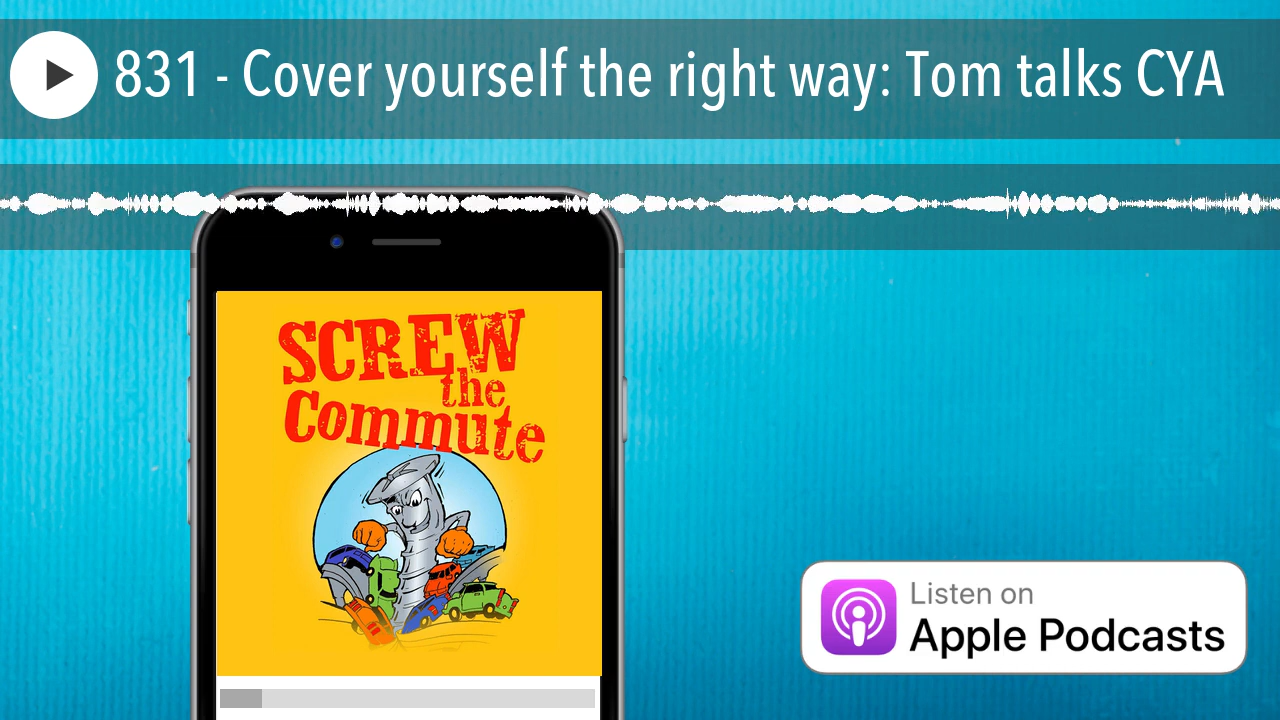 831 - Cover yourself the right way: Tom talks CYA
SCREW
the
Commute
Listen on
Apple Podcasts